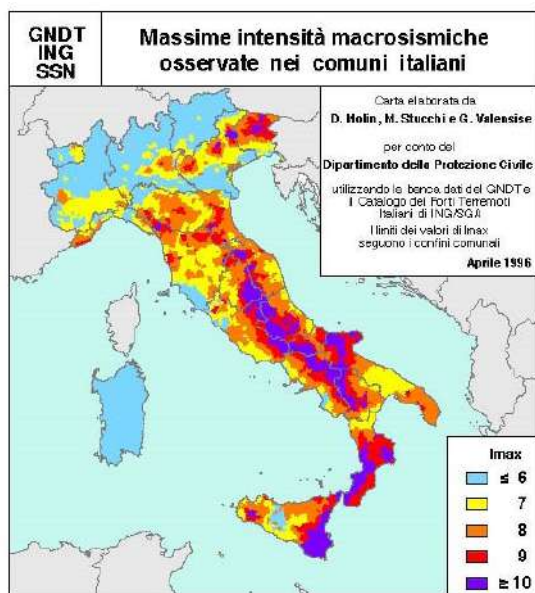 GNDT
ING
SSN
Massime intensità macrosismiche
osservate nei comuni italiani
Carta elaborata da
D. Molin, M. Stucchi e G. Valensise
per conto del
Dipartimento della Protezione Civile
utilizzando le banca dati del GNDT e
il Catalogo dei Forti Terremoti
Italiani di ING/SGA
I limiti dei valori di Imax
seguono i confini comunali
Aprile 1996
Imax
≤ 6
7
8
9
≥ 10